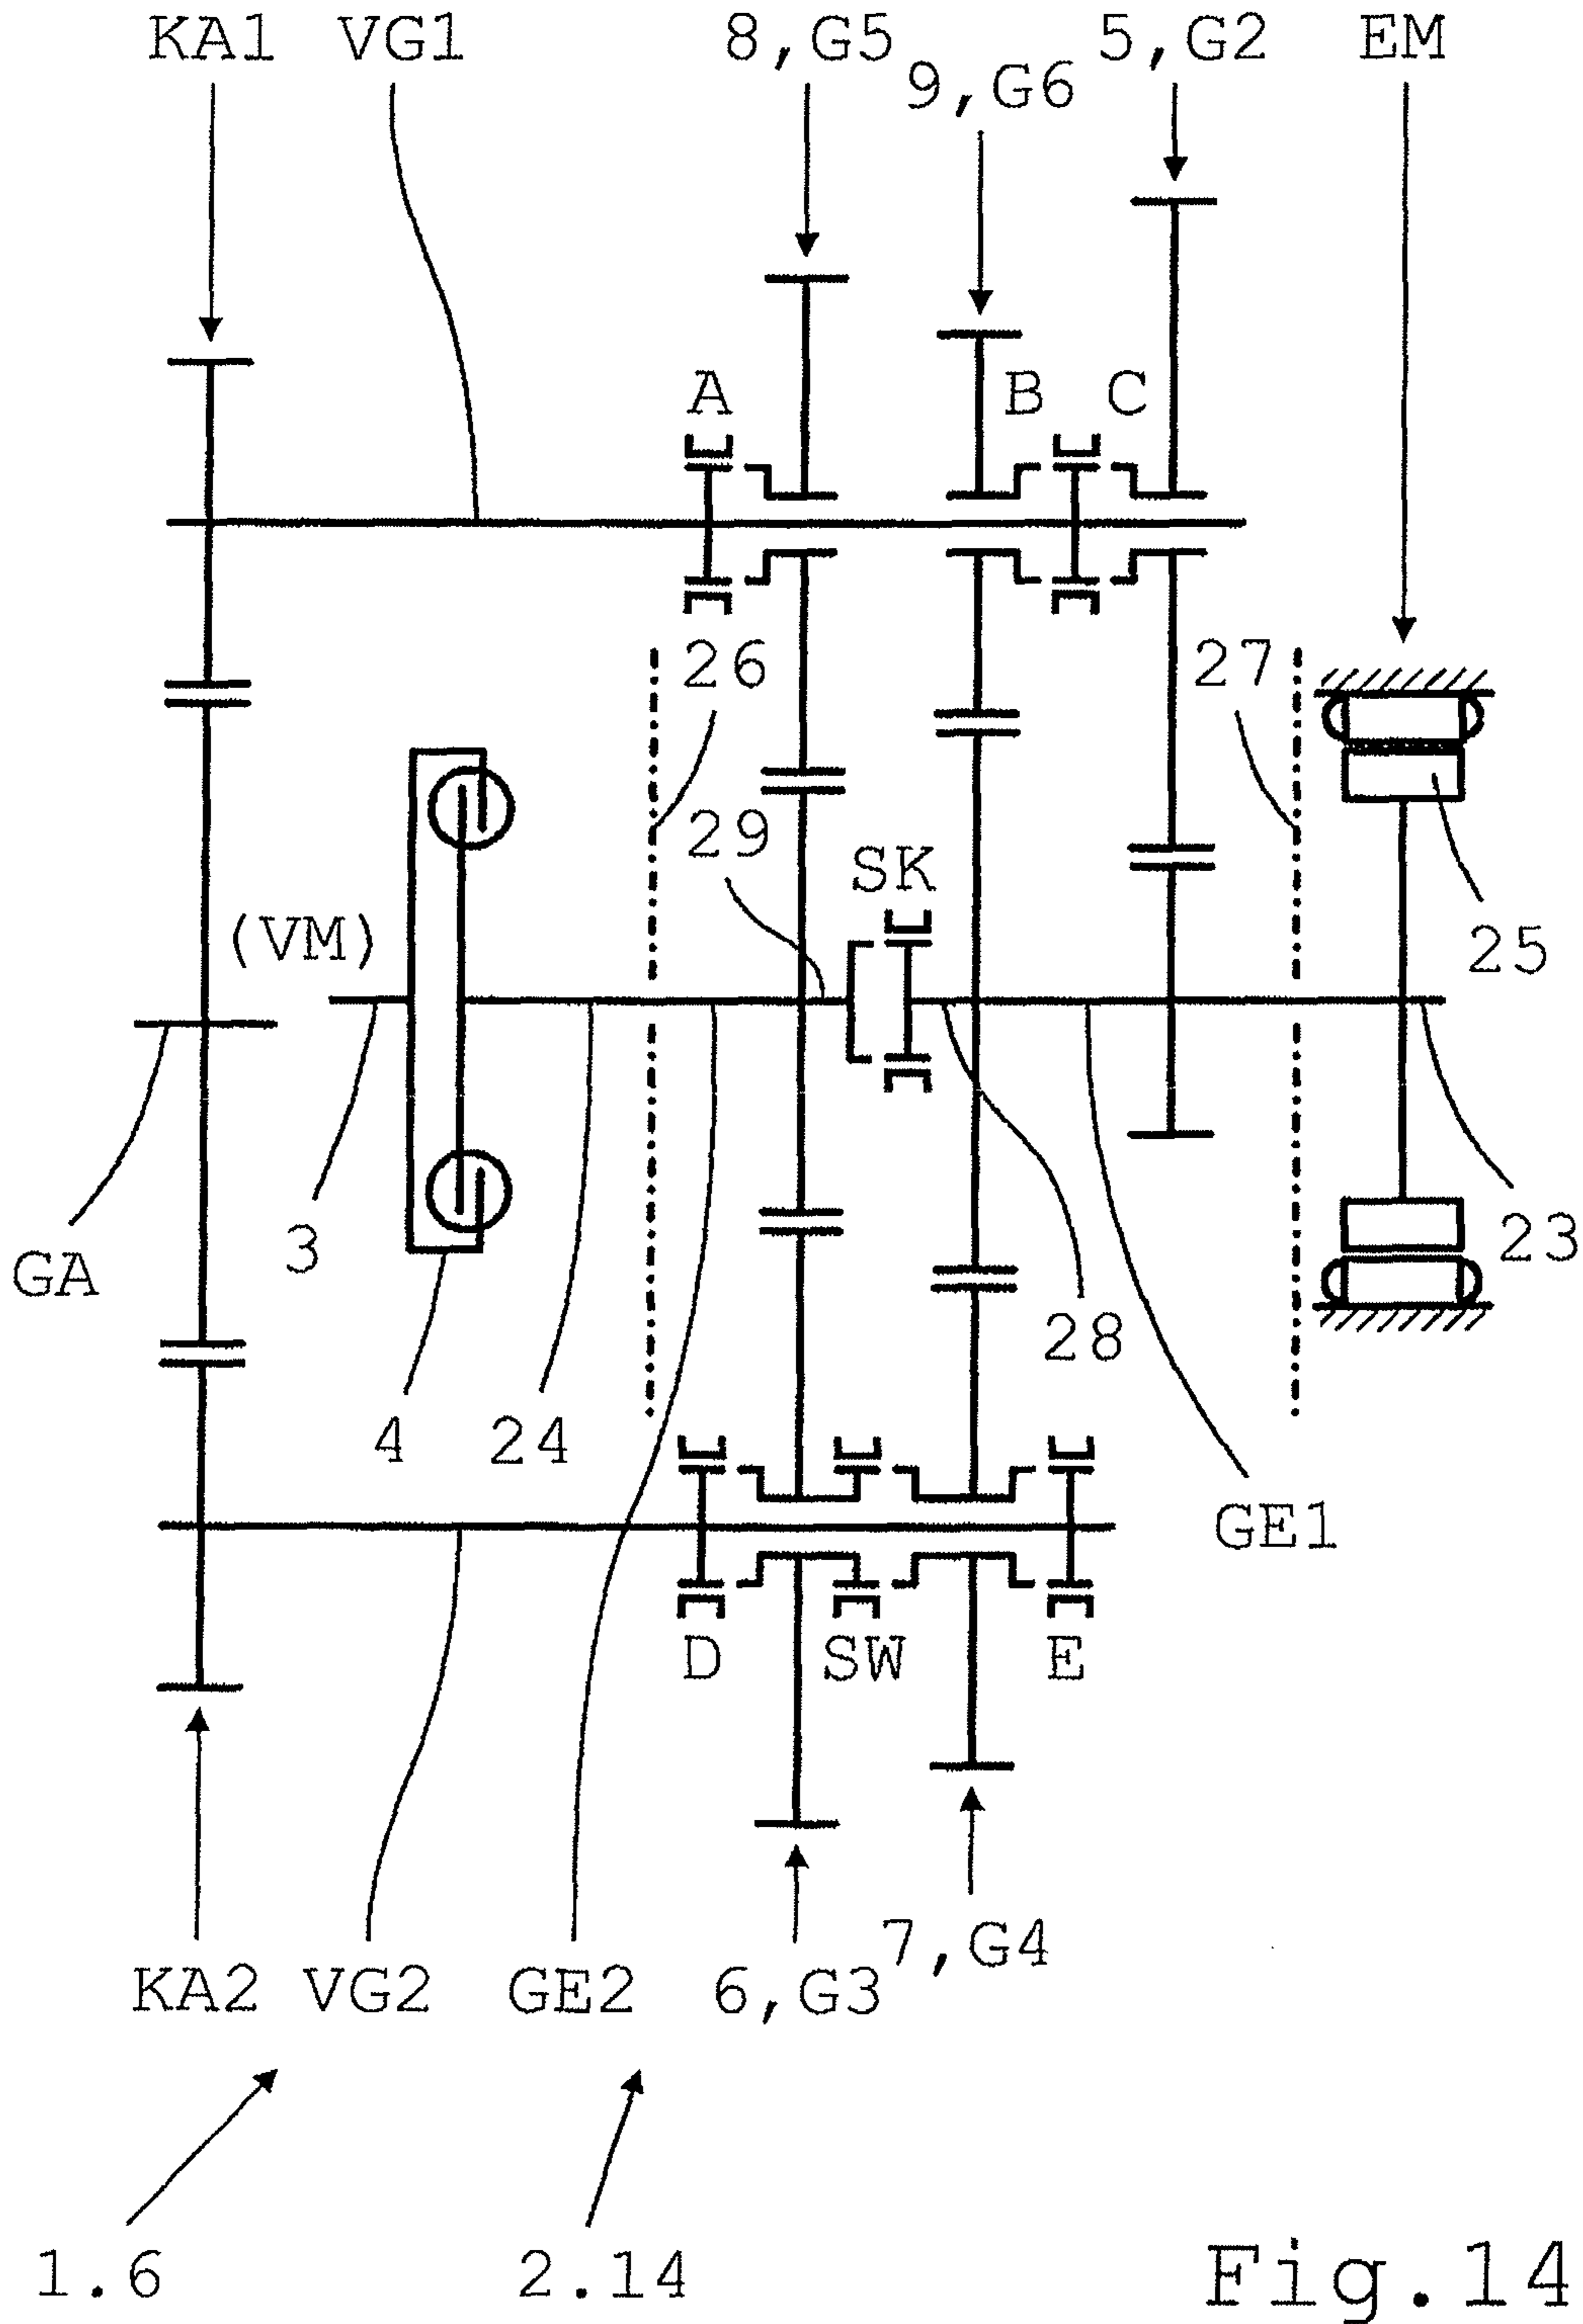 KA1 VG1 8,G5 5,G2 EM
9,G6
A B C
26 27
29 SK
(VM) 25
GA 3 23
28
4 24
GE1
D SW E
7,G4
KA2 VG2 GE2 6,G3
1.6 2.14
Fig.14